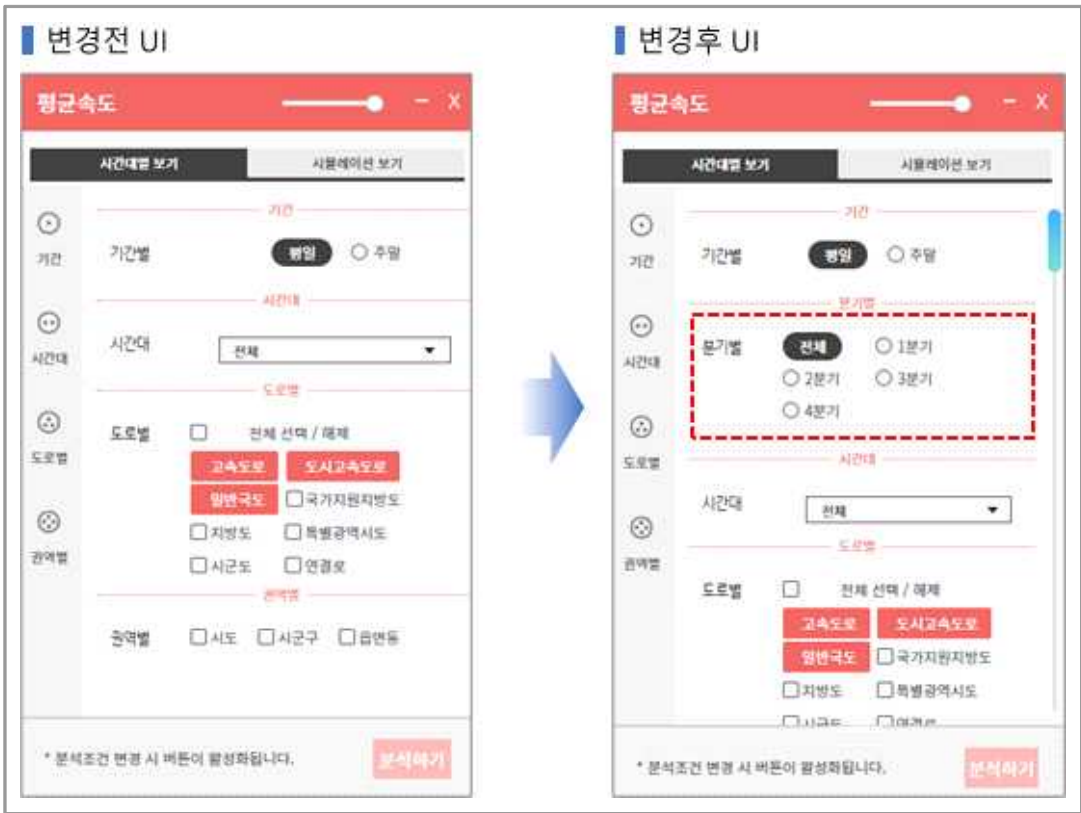 변경전 UI
평균속도
- X
시간대별 보기 시뮬레이션 보기
기간
시간대
도로별
권역별
기간
기간별 평일 주말
시간대
시간대 전체
도로별
도로별 전체 선택 / 해제
고속도로 도시고속도로
일반국도 국가지원지방도
지방도 특별광역시도
시군도 연결로
권역별
권역별 시도 시군구 읍면동
* 분석조건 변경 시 버튼이 활성화됩니다. 분석하기
변경후 UI
평균속도
- X
시간대별 보기 시뮬레이션 보기
기간
시간대
도로별
권역별
기간
기간별 평일 주말
분기별
분기별 전체 1분기
2분기 3분기
4분기
시간대
시간대 전체
도로별
도로별 전체 선택 / 해제
고속도로 도시고속도로
일반국도 국가지원지방도
지방도 특별광역시도
시군도 연결로
* 분석조건 변경 시 버튼이 활성화됩니다. 분석하기